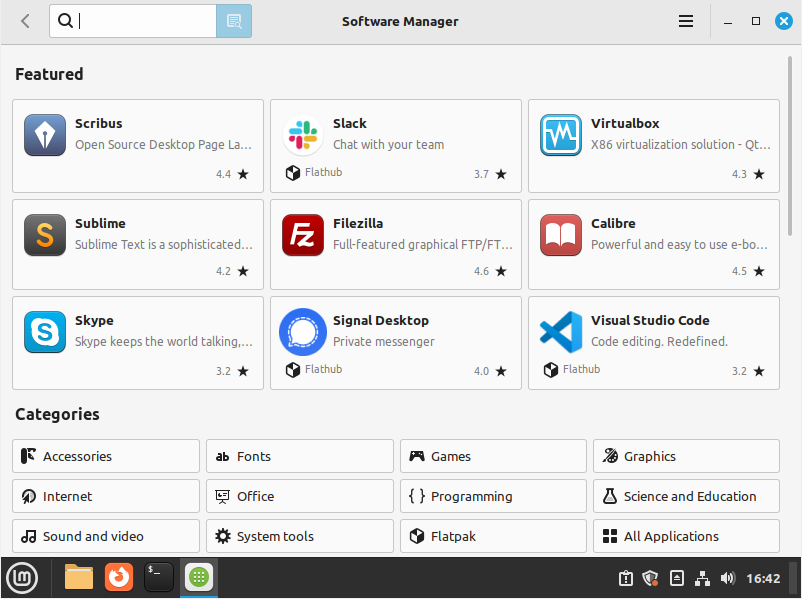 Software Manager
Featured
Scribus
Open Source Desktop Page La...
4.4
Slack
Chat with your team
Flathub
3.7
Virtualbox
X86 virtualization solution - Qt...
4.3
Sublime
Sublime Text is a sophisticated...
4.2
Filezilla
Full-featured graphical FTP/FT...
4.6
Calibre
Powerful and easy to use e-bo...
4.5
Skype
Skype keeps the world talking,...
3.2
Signal Desktop
Private messenger
Flathub
4.0
Visual Studio Code
Code editing. Redefined.
Flathub
3.2
Categories
Accessories
ab Fonts
Games
Graphics
Internet
Office
{ } Programming
Science and Education
Sound and video
System tools
Flatpak
All Applications
16:42